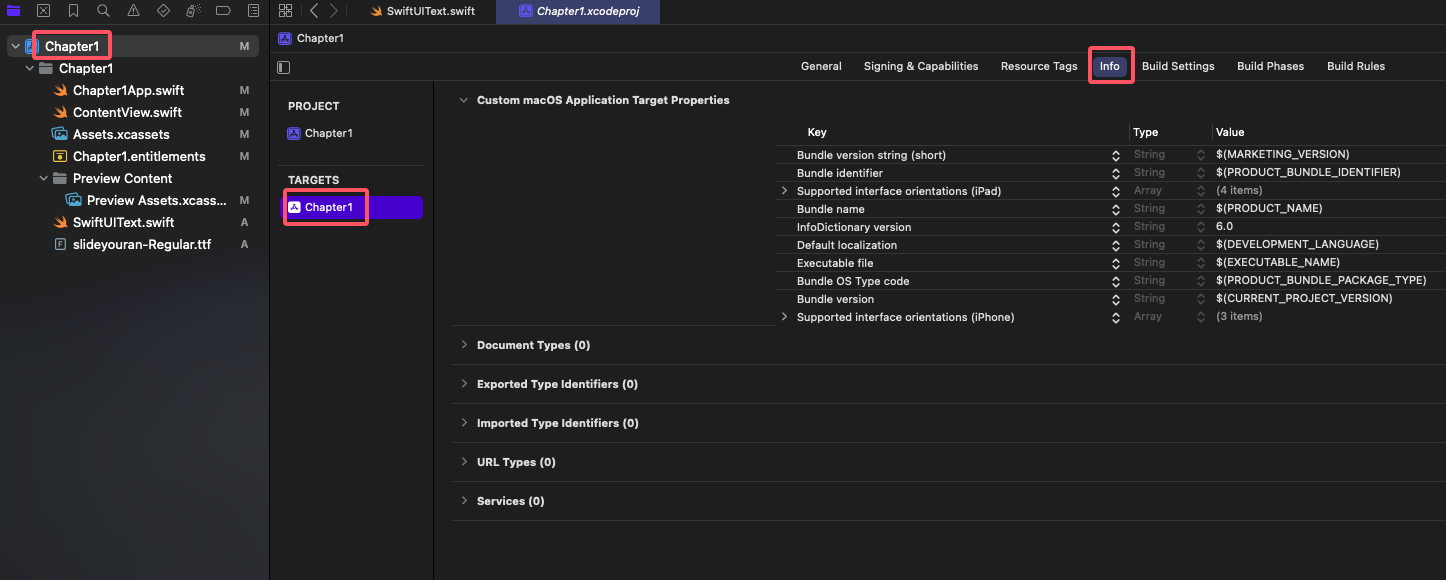 SwiftUIText.swift
Chapter1.xcodeproj
Chapter1 M
Chapter1
Chapter1App.swift M
ContentView.swift M
Assets.xcassets M
Chapter1.entitlements M
Preview Content
Preview Assets.xcass... M
SwiftUIText.swift A
slideyouran-Regular.ttf A
Chapter1
General Signing & Capabilities Resource Tags Info Build Settings Build Phases Build Rules
PROJECT
Chapter1
TARGETS
Chapter1
Custom macOS Application Target Properties
Key Type Value
Bundle version string (short) String $(MARKETING_VERSION)
Bundle identifier String $(PRODUCT_BUNDLE_IDENTIFIER)
Supported interface orientations (iPad) Array (4 items)
Bundle name String $(PRODUCT_NAME)
InfoDictionary version String 6.0
Default localization String $(DEVELOPMENT_LANGUAGE)
Executable file String $(EXECUTABLE_NAME)
Bundle OS Type code String $(PRODUCT_BUNDLE_PACKAGE_TYPE)
Bundle version String $(CURRENT_PROJECT_VERSION)
Supported interface orientations (iPhone) Array (3 items)
Document Types (0)
Exported Type Identifiers (0)
Imported Type Identifiers (0)
URL Types (0)
Services (0)